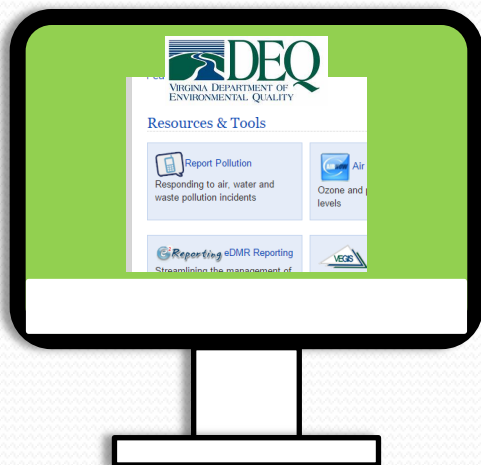 DEQ
VIRGINIA DEPARTMENT OF
ENVIRONMENTAL QUALITY
Resources & Tools
Report Pollution
Responding to air, water and
waste pollution incidents
Air
Ozone and
levels
eReporting eDMR Reporting
Streamlining the management of
VEGIS